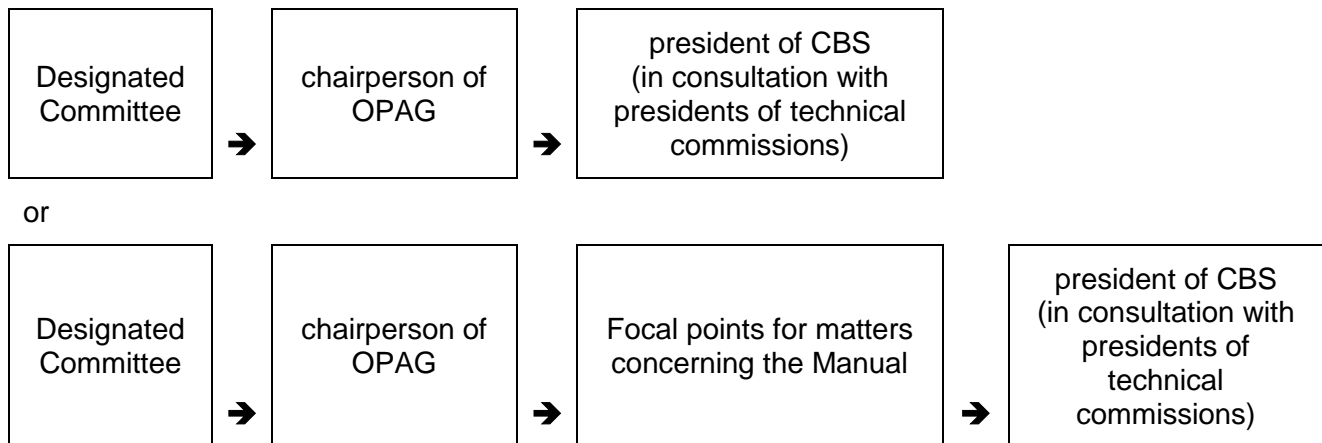 Designated
Committee
➔
chairperson of
OPAG
➔
president of CBS
(in consultation with
presidents of technical
commissions)
or
Designated
Committee
➔
chairperson of
OPAG
➔
Focal points for matters
concerning the Manual
➔
president of CBS
(in consultation with
presidents of
technical
commissions)